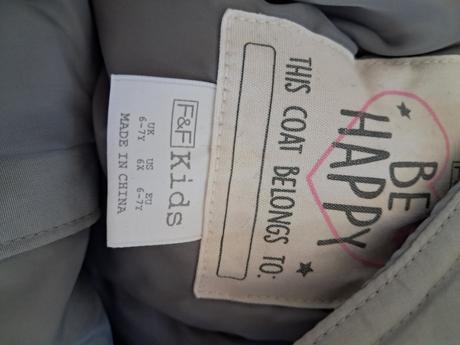 BE
HAPPY
THIS COAT BELONGS TO:
F&F Kids
UK US EU
6-7Y 6X 6-7Y
MADE IN CHINA